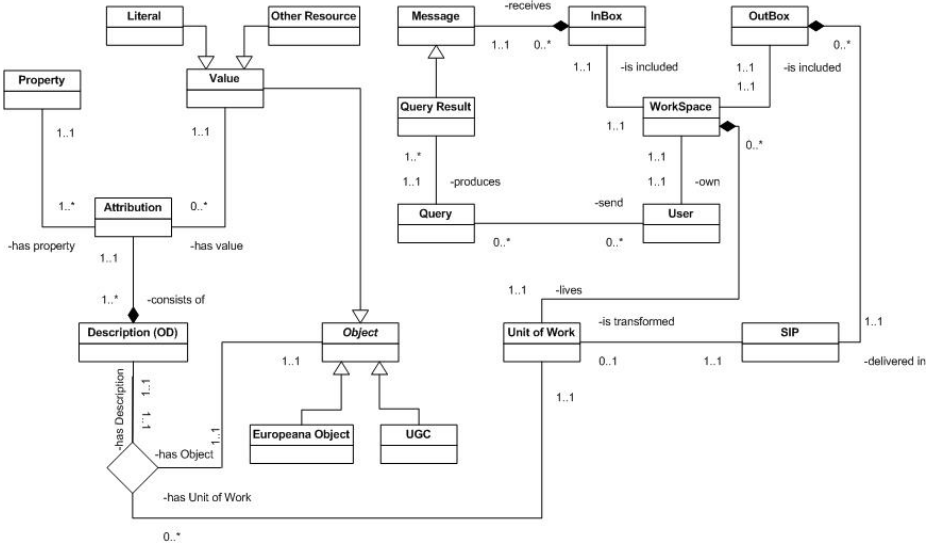 -receives
Literal
Other Resource
Message
InBox
OutBox
1..1
0..*
0..*
Property
Value
1..1
-is included
1..1
-is included
1..1
Query Result
WorkSpace
1..1
1..1
1..1
0..*
1..*
1..1
1..1
-produces
1..1
-own
1..*
Attribution
0..*
Query
-send
User
-has property
-has value
0..*
0..*
1..1
1..*
-consists of
1..1
-lives
Description (OD)
Object
Unit of Work
-is transformed
SIP
1..1
1..1
0..1
1..1
-delivered in
-has Description
1..1
1..1
1..1
Europeana Object
UGC
1..1
-has Object
-has Unit of Work
0..*